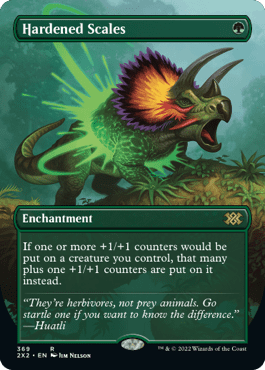 Hardened Scales
Enchantment
If one or more +1/+1 counters would be
put on a creature you control, that many
plus one +1/+1 counters are put on it
instead.
“They’re herbivores, not prey animals. Go
startle one if you want to know the difference.”
—Huatli
369 R
2X2 • EN Jim Nelson
™ & © 2022 Wizards of the Coast